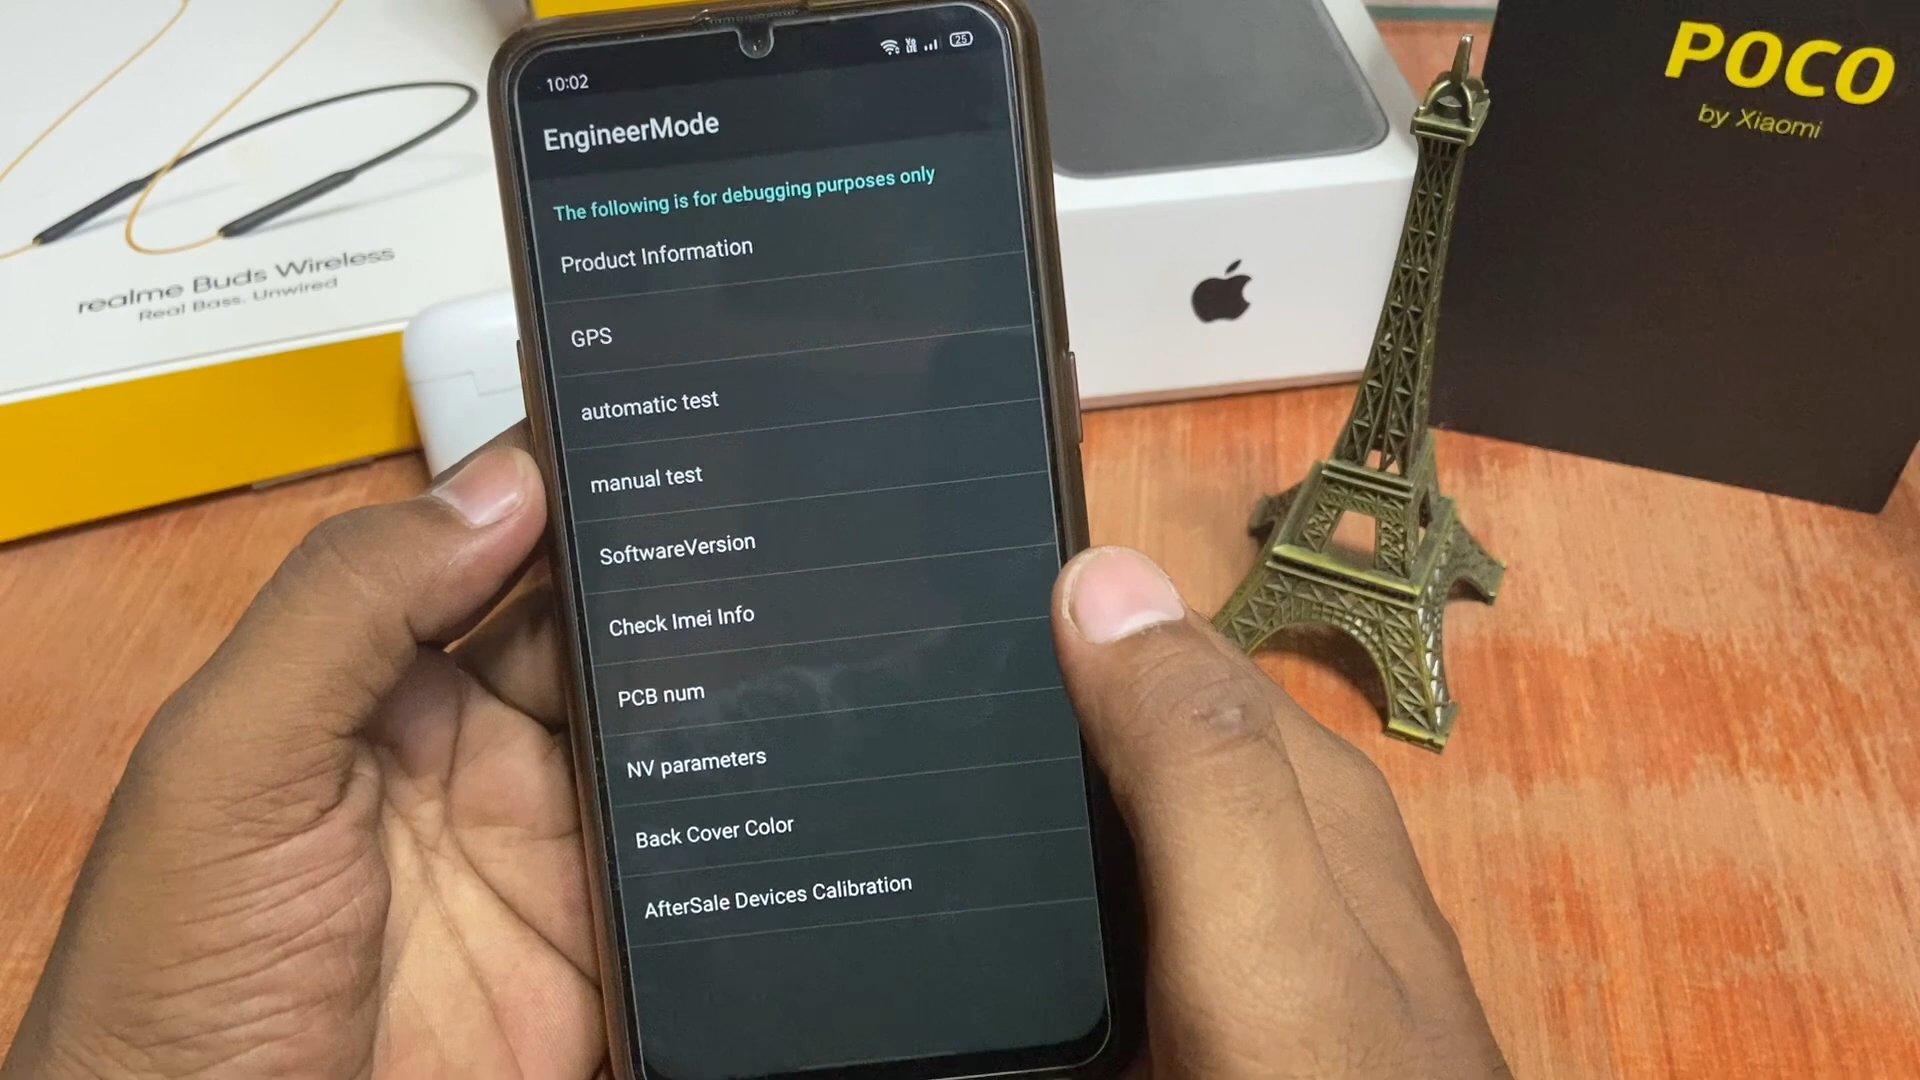 10:02
25
EngineerMode
The following is for debugging purposes only
Product Information
GPS
automatic test
manual test
SoftwareVersion
Check Imei Info
PCB num
NV parameters
Back Cover Color
AfterSale Devices Calibration
realme Buds Wireless
Real Bass. Unwired
POCO
by Xiaomi